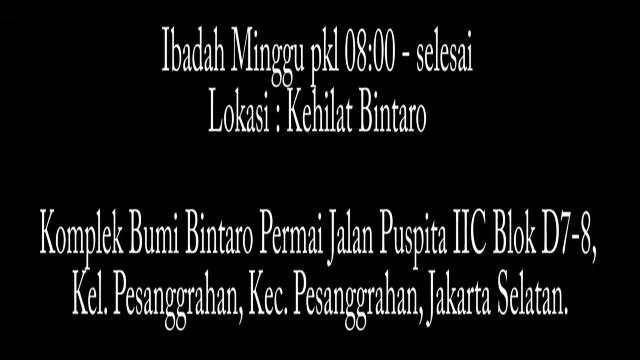 Ibadah Minggu pkl 08:00 - selesai
Lokasi : Kehilat Bintaro
Komplek Bumi Bintaro Permai Jalan Puspita IIC Blok D7-8,
Kel. Pesanggrahan, Kec. Pesanggrahan, Jakarta Selatan.